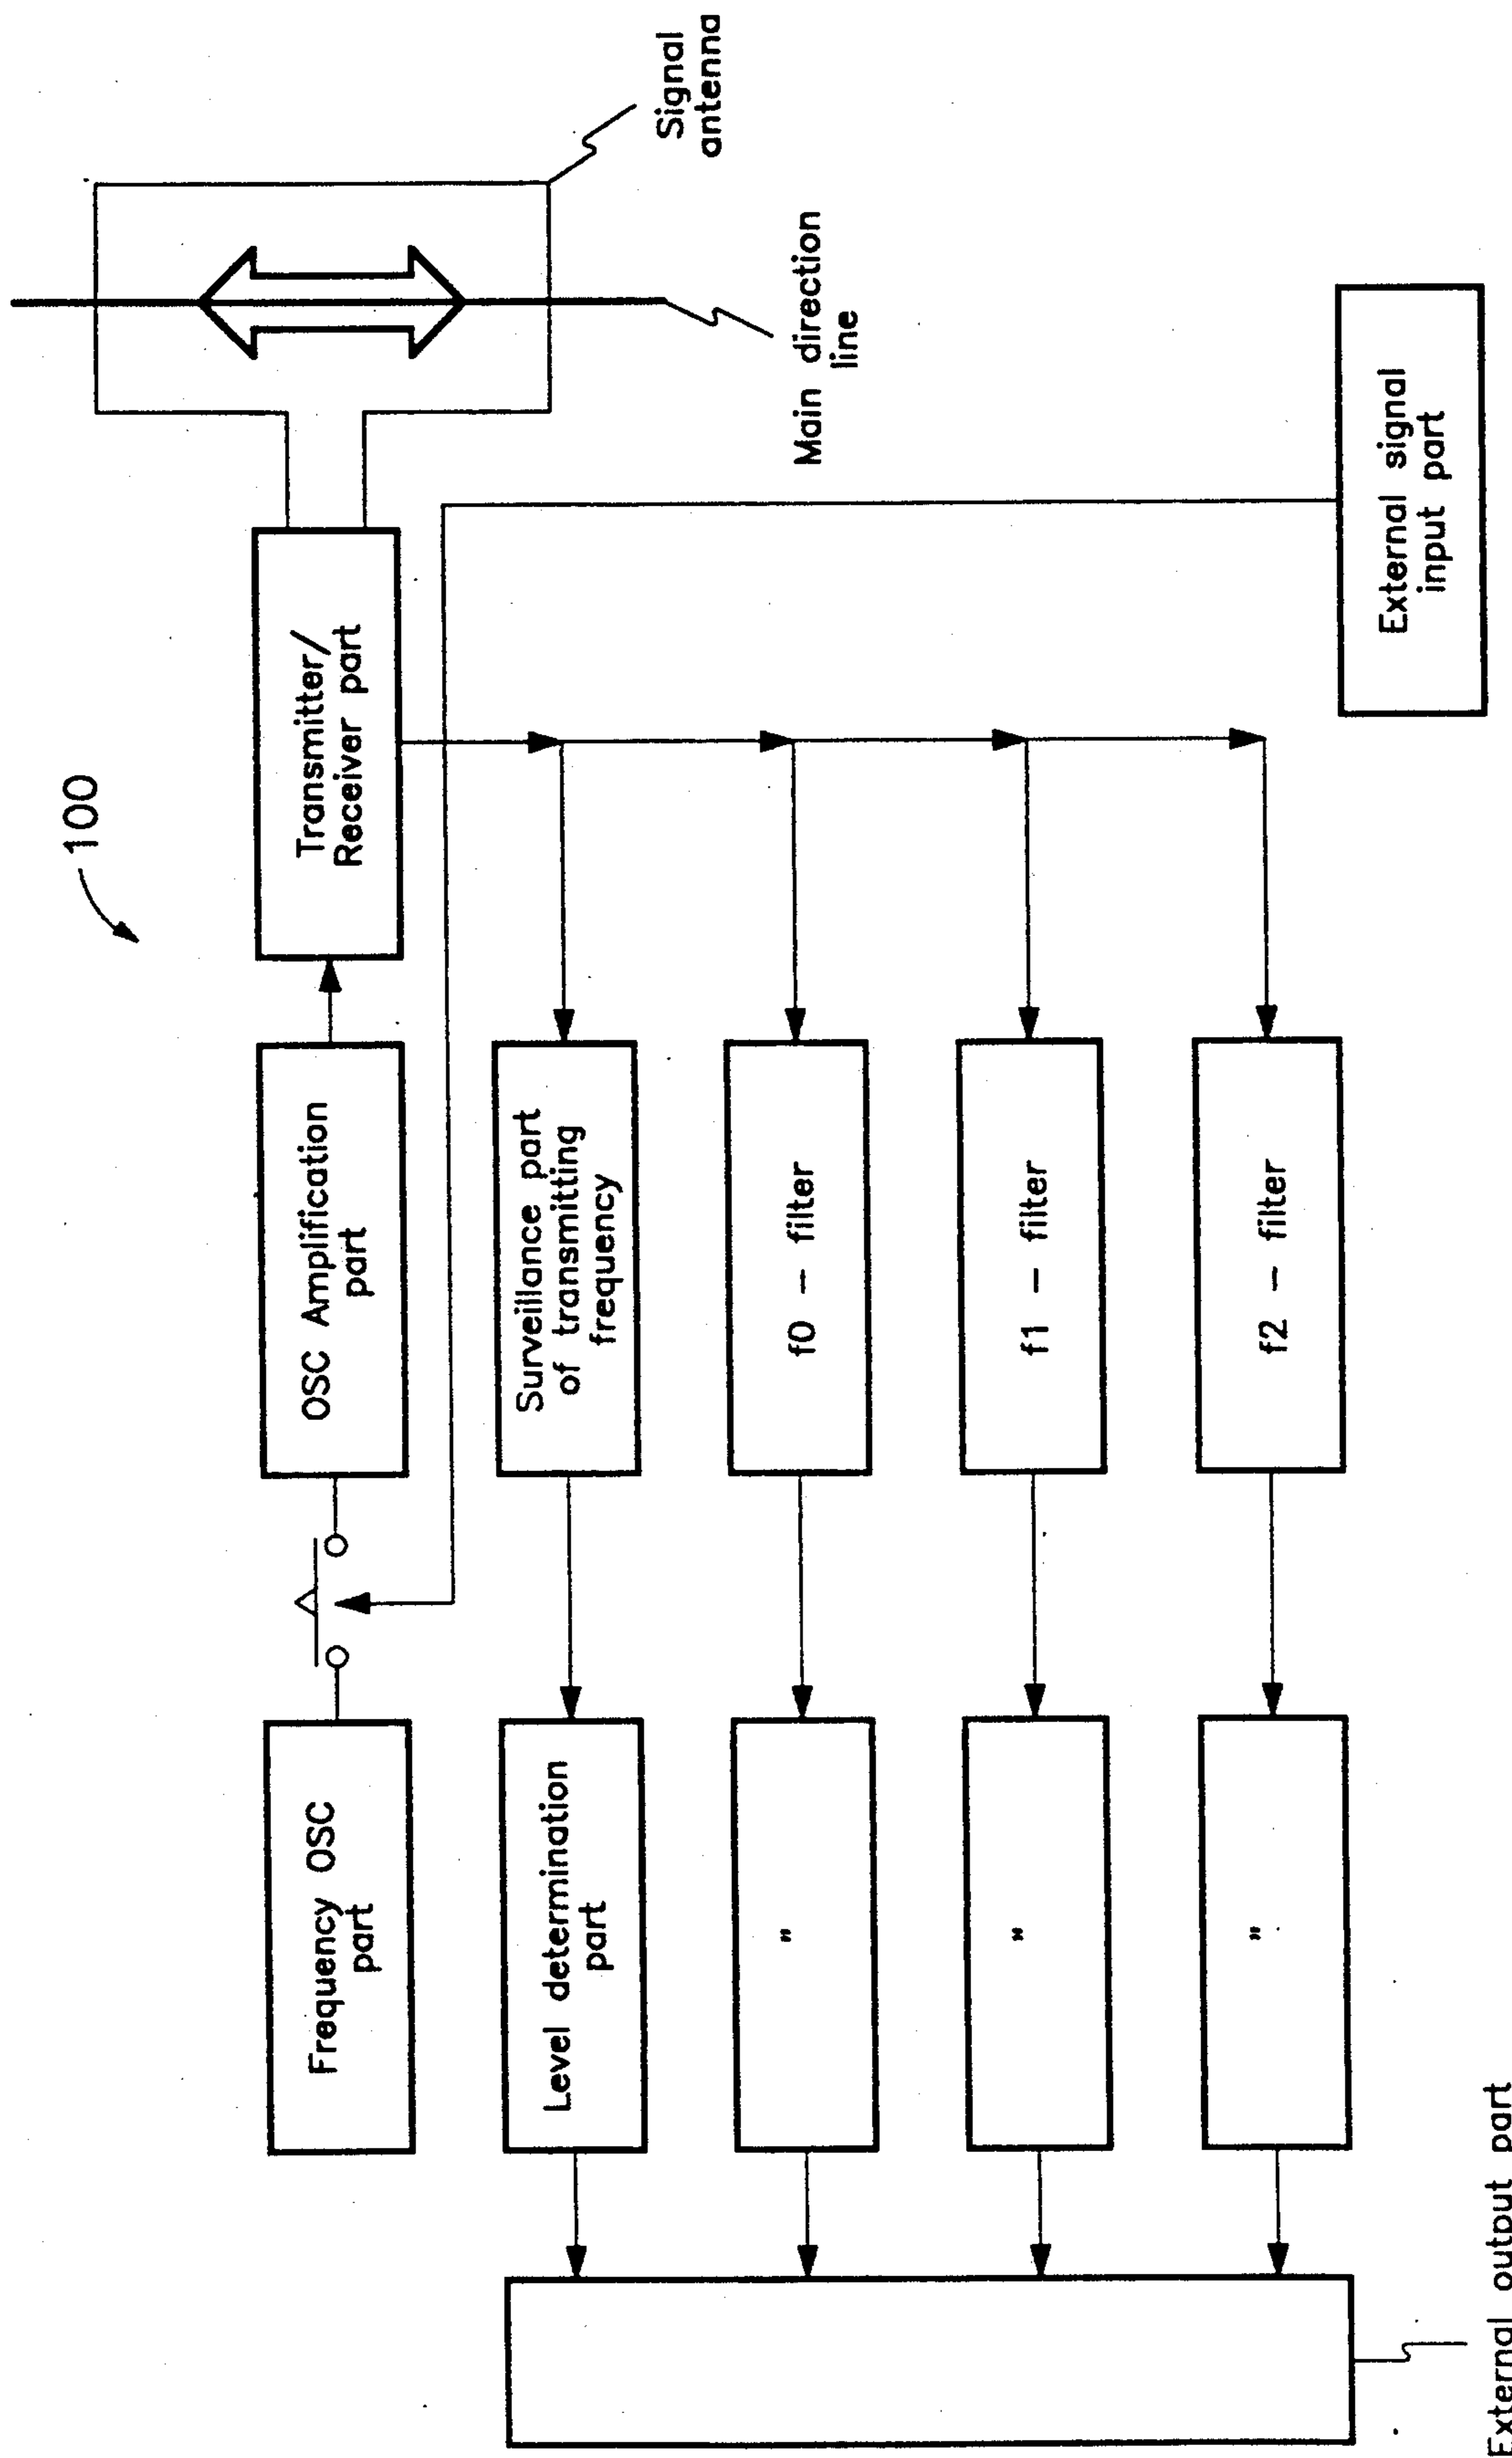 100
Frequency OSC
part
OSC Amplification
part
Transmitter/
Receiver part
Signal
antenna
Main direction
line
Level determination
part
Surveillance part
of transmitting
frequency
"
f0 – filter
"
f1 – filter
"
f2 – filter
External signal
input part
External output part